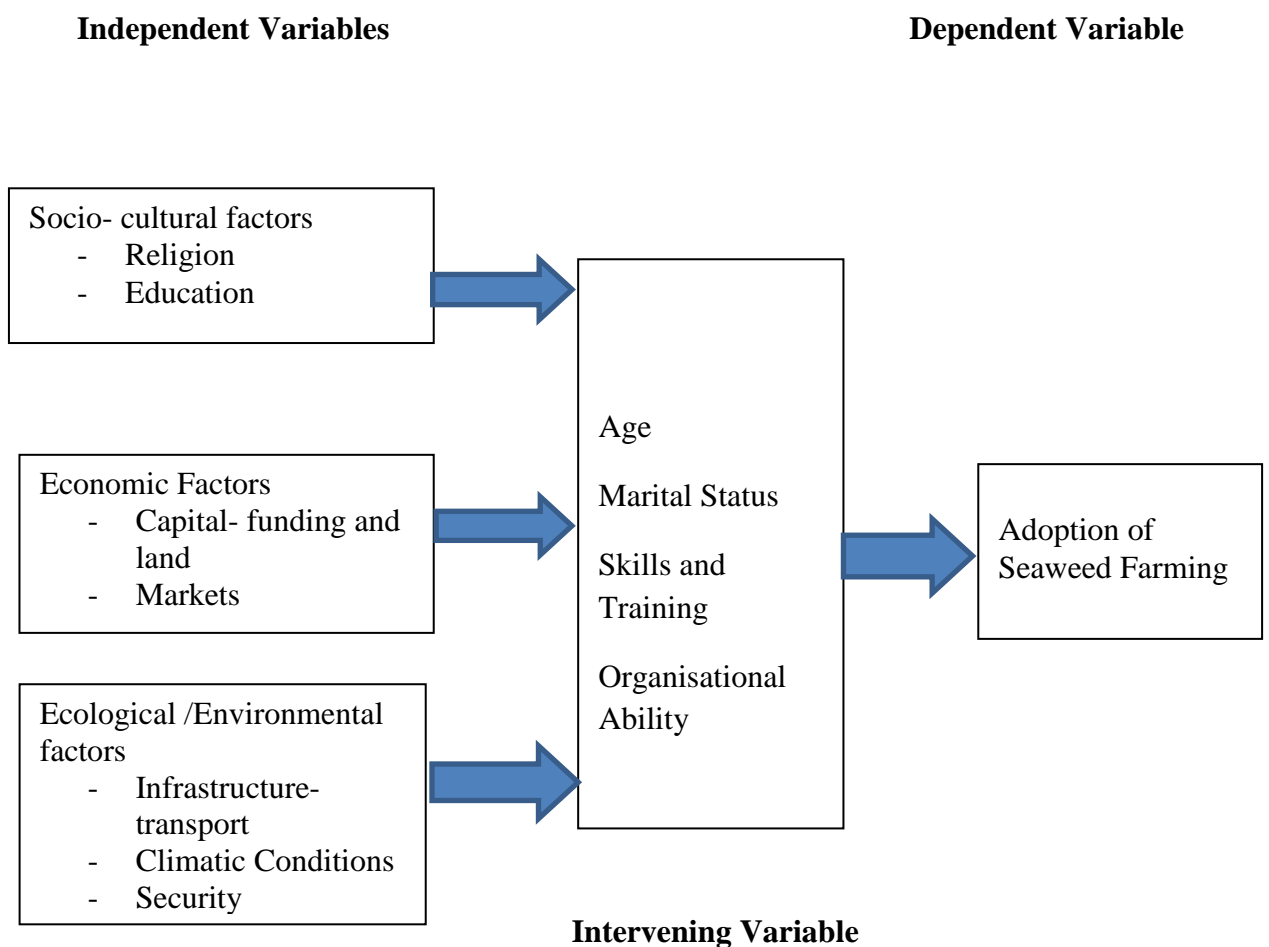 Independent Variables
Dependent Variable
Socio- cultural factors
- Religion
- Education
Economic Factors
- Capital- funding and
land
- Markets
Ecological /Environmental
factors
- Infrastructure-
transport
- Climatic Conditions
- Security
Age
Marital Status
Skills and
Training
Organisational
Ability
Intervening Variable
Adoption of
Seaweed Farming